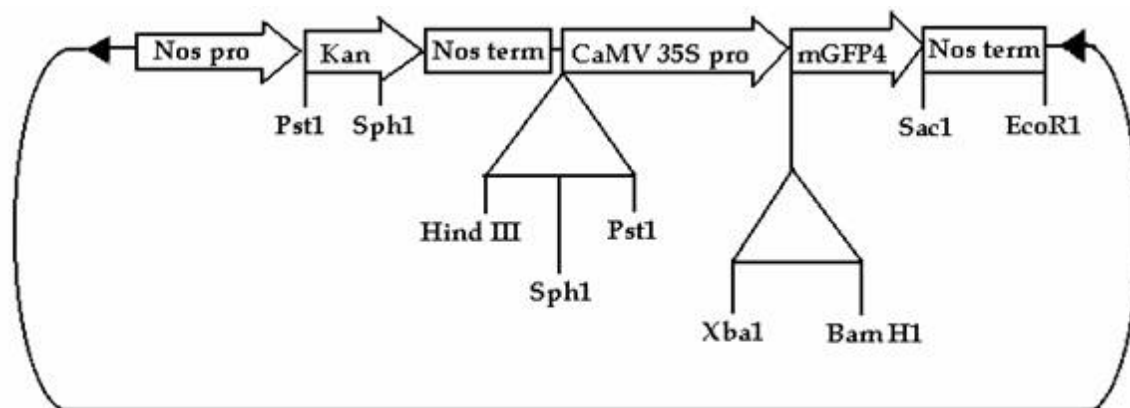 Nos pro
Kan
Nos term
CaMV 35S pro
mGFP4
Nos term
Pst1
Sph1
Sac1
EcoR1
Hind III
Pst1
Sph1
Xba1
Bam H1